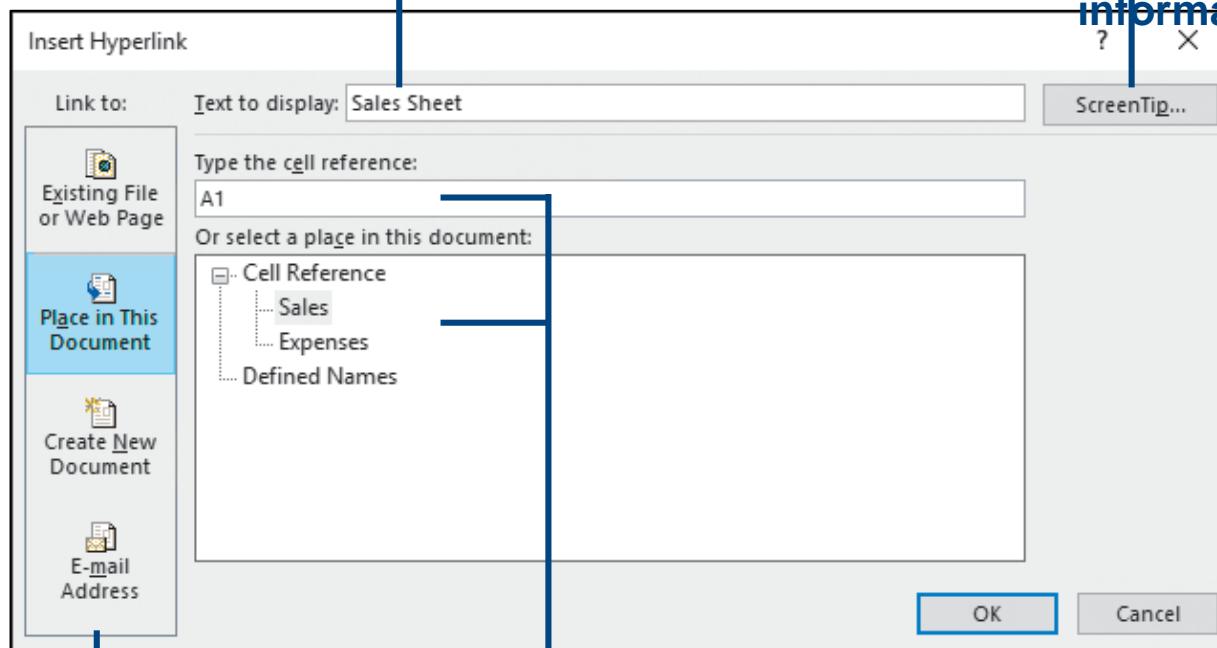 informa
Insert Hyperlink ? ×
Link to: Text to display: Sales Sheet ScreenTip...
Existing File
or Web Page
Type the cell reference:
A1
Or select a place in this document:
Cell Reference
Sales
Expenses
Defined Names
Place in This
Document
Create New
Document
E-mail
Address
OK Cancel